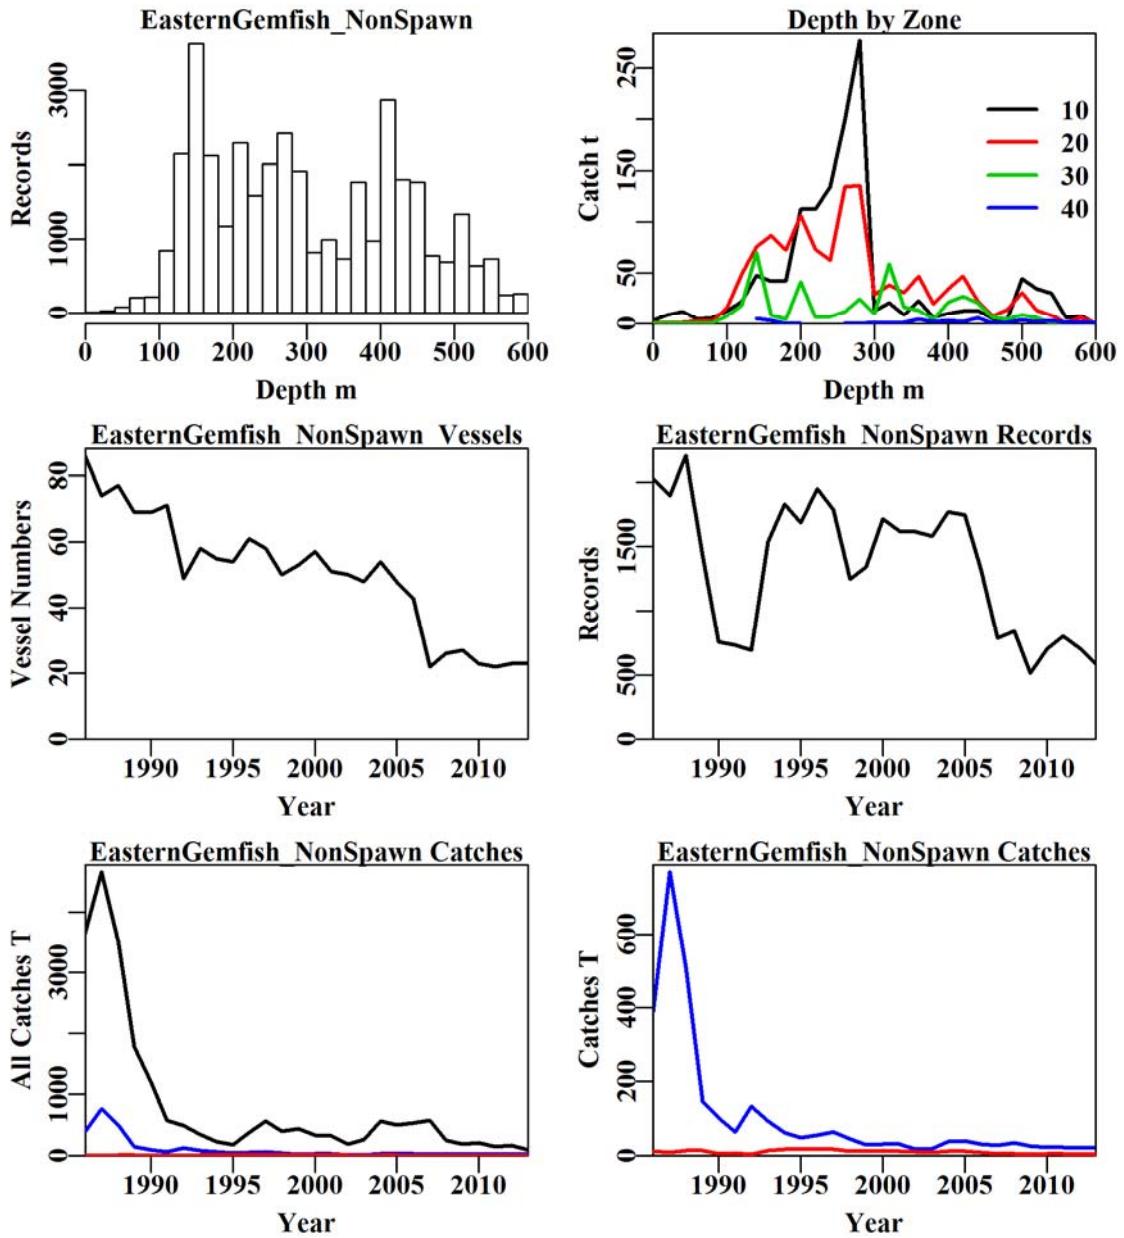 EasternGemfish_NonSpawn
Records
3000
1000
0
0 100 200 300 400 500 600
Depth m
Depth by Zone
Catch t
250
150
50
0
10
20
30
40
0 100 200 300 400 500 600
Depth m
EasternGemfish_NonSpawn_Vessels
Vessel Numbers
80
60
40
20
0
1990 1995 2000 2005 2010
Year
EasternGemfish_NonSpawn Records
Records
1500
500
0
1990 1995 2000 2005 2010
Year
EasternGemfish_NonSpawn Catches
All Catches T
3000
1000
0
1990 1995 2000 2005 2010
Year
EasternGemfish_NonSpawn Catches
Catches T
600
400
200
0
1990 1995 2000 2005 2010
Year